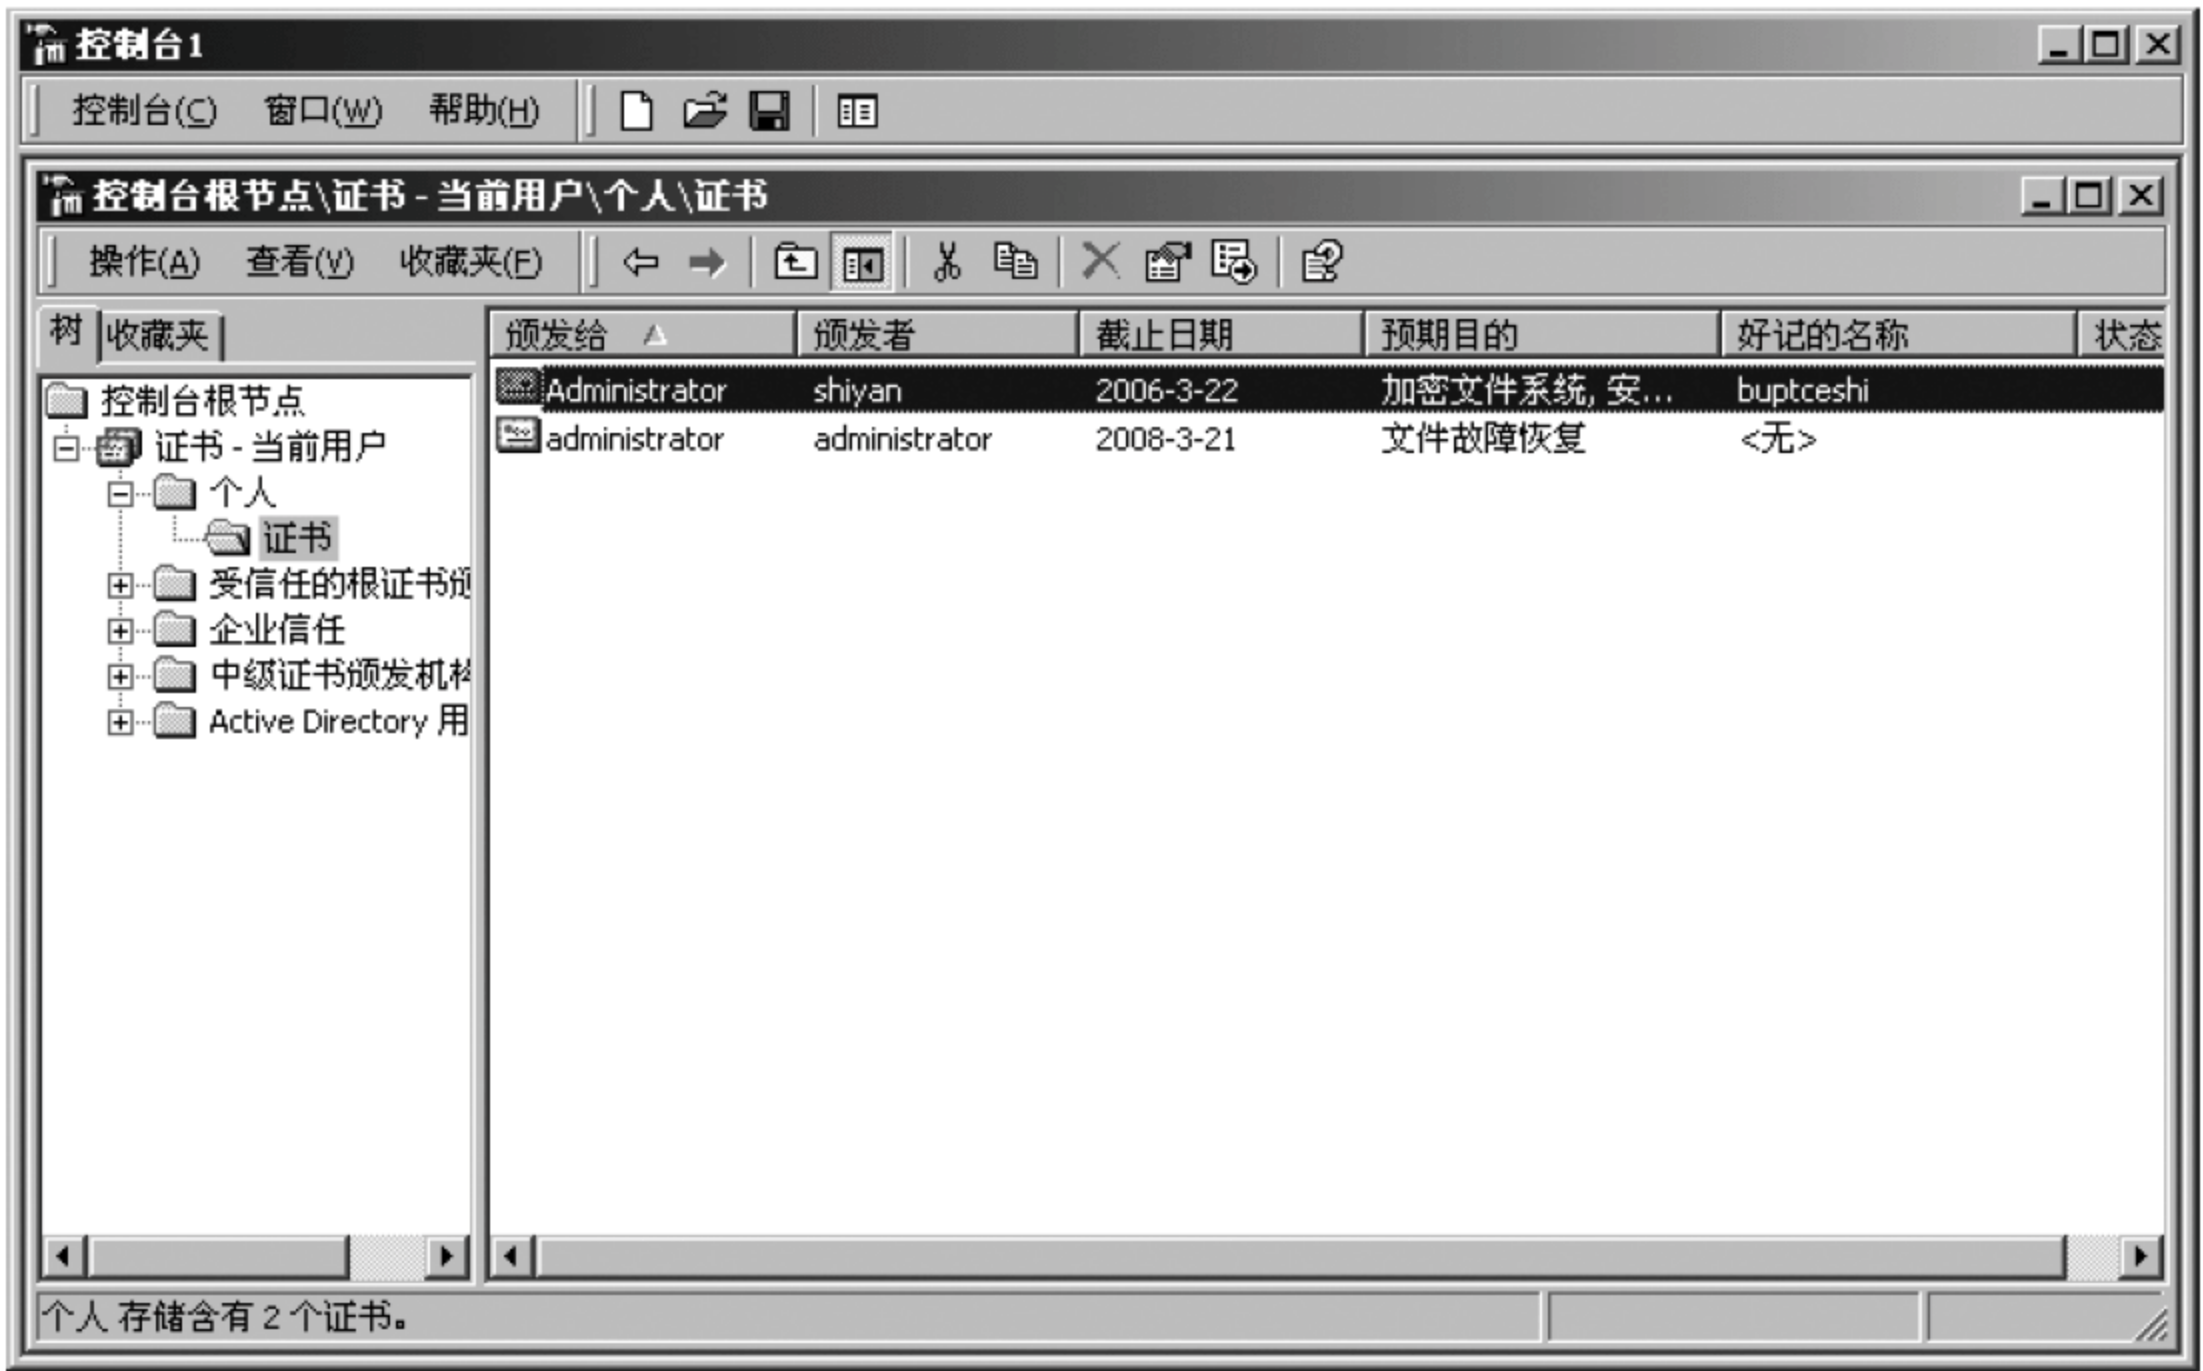 控制台1
控制台(C) 窗口(W) 帮助(H)
控制台根节点\证书 - 当前用户\个人\证书
操作(A) 查看(V) 收藏夹(F)
树 收藏夹
控制台根节点
证书 - 当前用户
个人
证书
受信任的根证书颁
企业信任
中级证书颁发机构
Active Directory 用
颁发给 颁发者 截止日期 预期目的 好记的名称 状态
Administrator shiyan 2006-3-22 加密文件系统, 安... buptceshi
administrator administrator 2008-3-21 文件故障恢复 <无>
个人 存储含有 2 个证书。